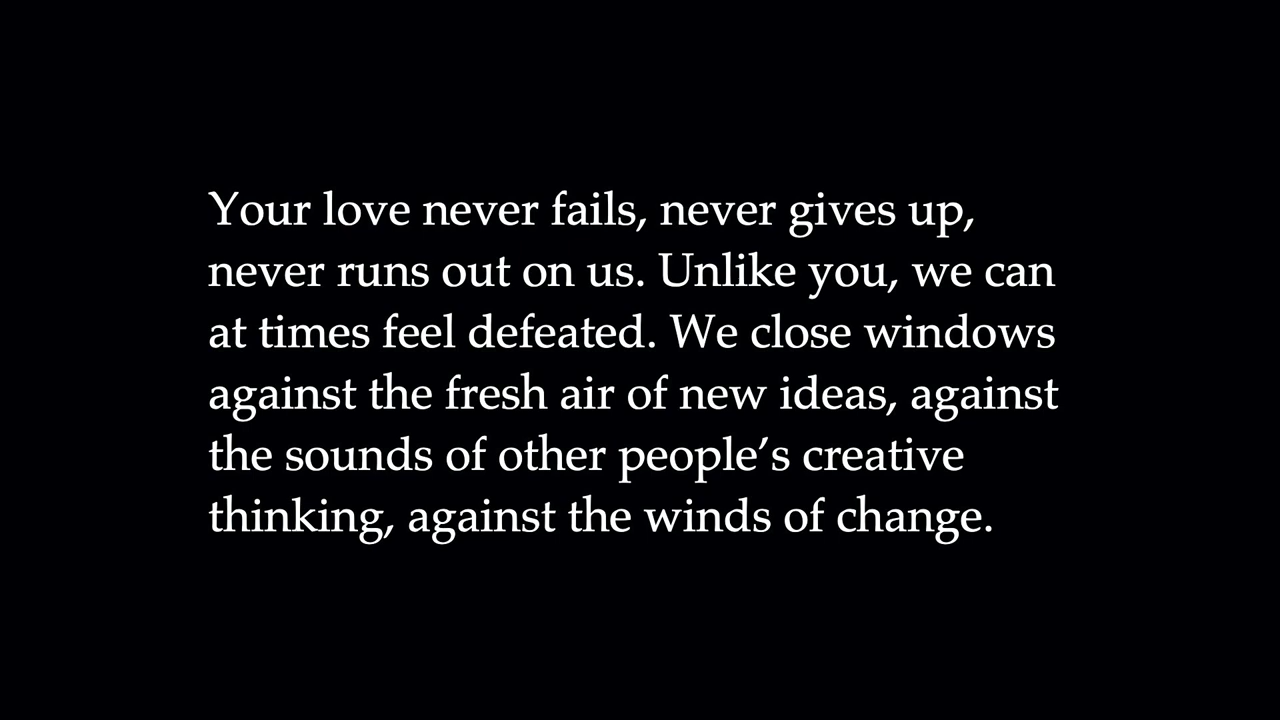 Your love never fails, never gives up,
never runs out on us. Unlike you, we can
at times feel defeated. We close windows
against the fresh air of new ideas, against
the sounds of other people’s creative
thinking, against the winds of change.